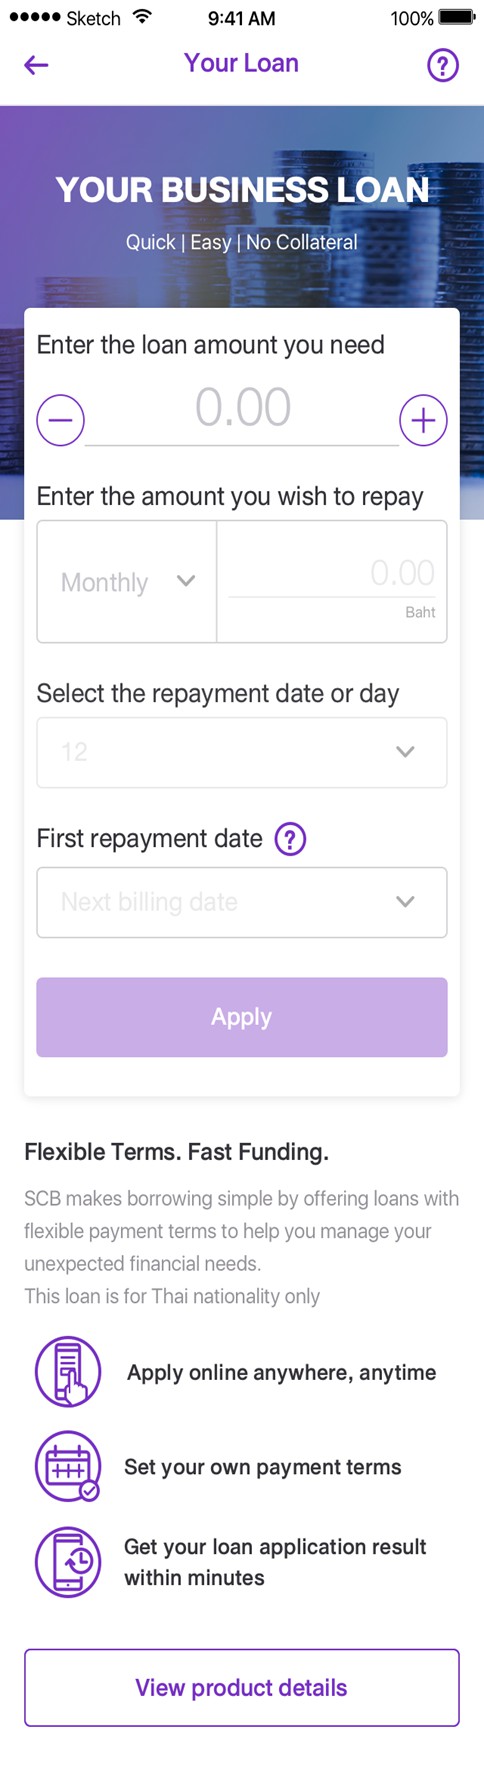 Sketch 9:41 AM 100%
Your Loan ?
YOUR BUSINESS LOAN
Quick | Easy | No Collateral
Enter the loan amount you need
0.00
Enter the amount you wish to repay
Monthly 0.00
Baht
Select the repayment date or day
12
First repayment date ?
Next billing date
Apply
Flexible Terms. Fast Funding.
SCB makes borrowing simple by offering loans with
flexible payment terms to help you manage your
unexpected financial needs.
This loan is for Thai nationality only
Apply online anywhere, anytime
Set your own payment terms
Get your loan application result
within minutes
View product details